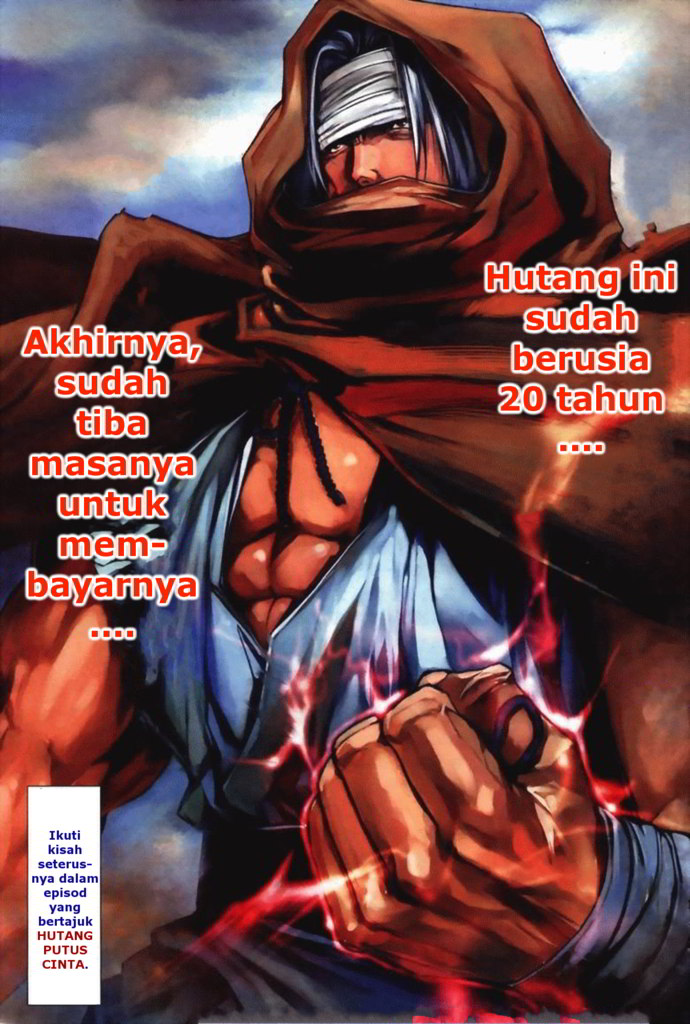 Hutang ini
sudah
berusia
20 tahun
....
Akhirnya,
sudah
tiba
masanya
untuk
mem-
bayarnya
....
Ikuti
kisah
seterus-
nya dalam
episod
yang
bertajuk
HUTANG
PUTUS
CINTA.